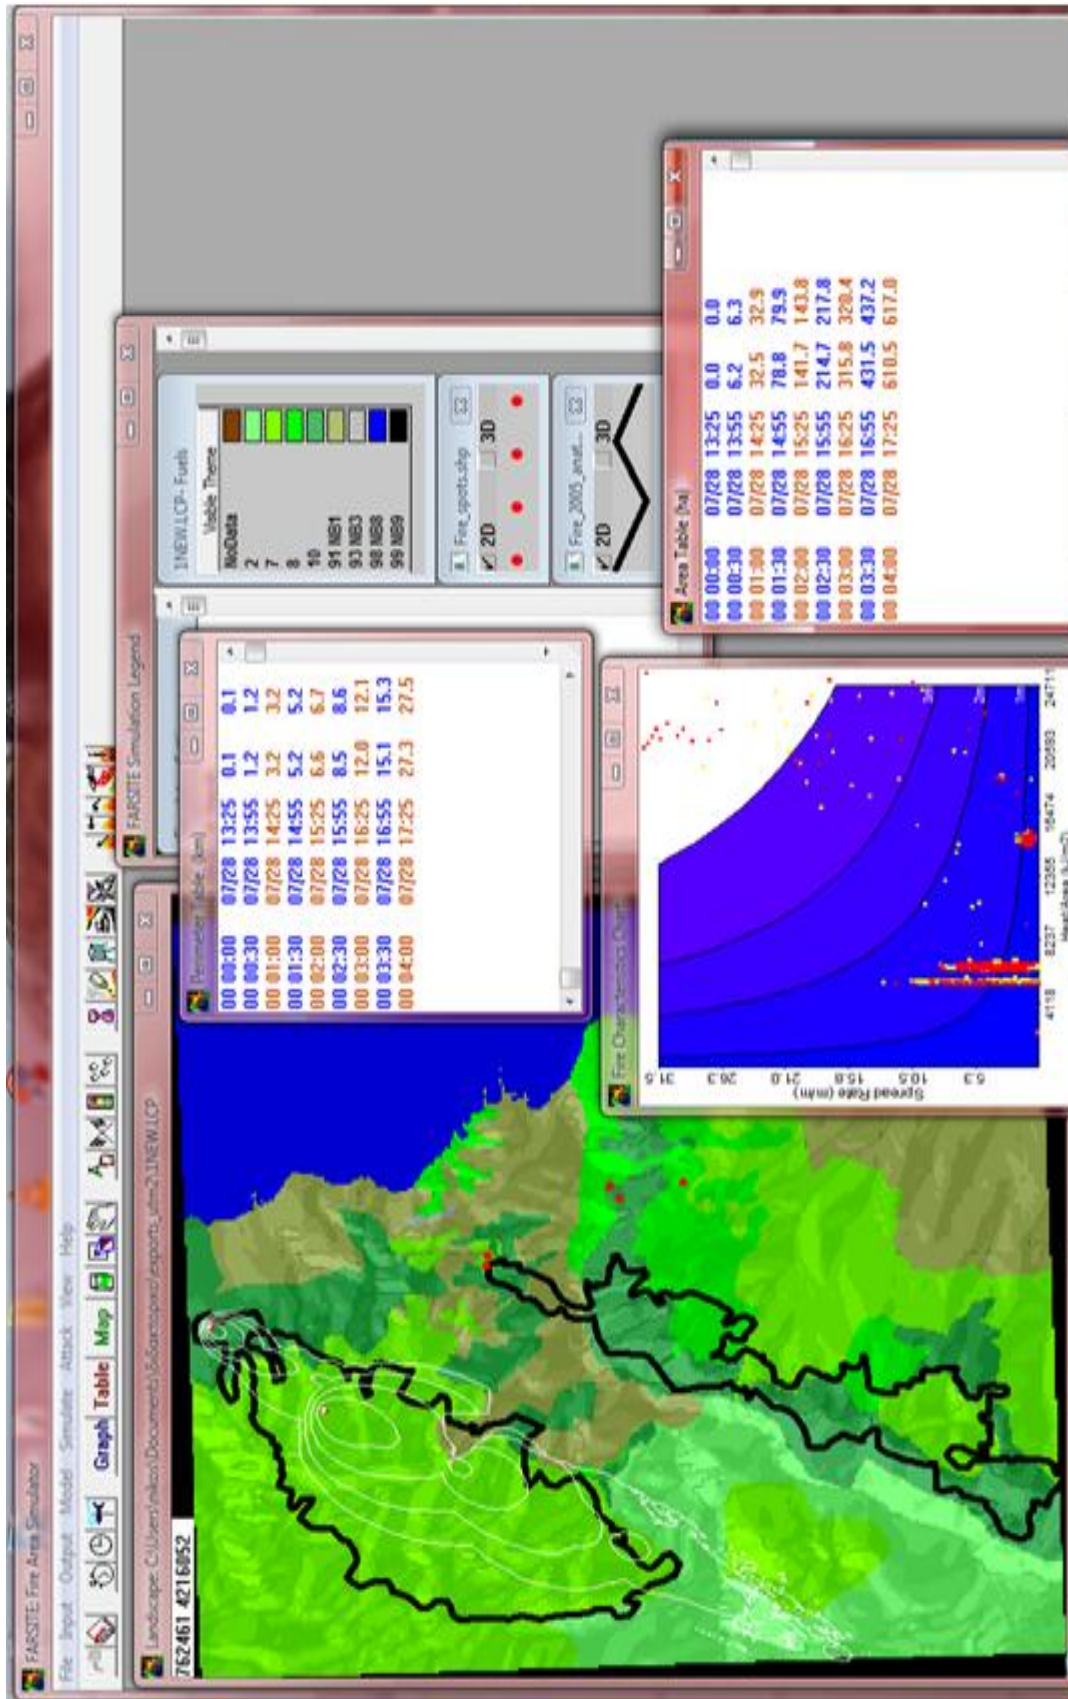 FARSITE: Fire Area Simulator
File Input Output Model Simulate Attack View Help
Graph Table Map
Landscape: C:\Users\nikon\Documents\
762461 4216052
FARSITE Simulation Legend
1NEW.LCP- Fuels
Visible Theme
NoData
2
7
8
10
91 NB1
93 NB3
98 NB8
99 NB9
Fire_spots.shp
2D 3D
Fire_2005_anat...
2D 3D
Perimeter Table (km)
00 00:00 07/28 13:25 0.1 0.1
00 00:30 07/28 13:55 1.2 1.2
00 01:00 07/28 14:25 3.2 3.2
00 01:30 07/28 14:55 5.2 5.2
00 02:00 07/28 15:25 6.6 6.7
00 02:30 07/28 15:55 8.5 8.6
00 03:00 07/28 16:25 12.0 12.1
00 03:30 07/28 16:55 15.1 15.3
00 04:00 07/28 17:25 27.3 27.5
Fire Characteristics Chart
Spread Rate (m/m)
31.5
26.3
21.0
15.8
10.5
5.3
4118 8237 12355 16474 20593 24711
Heat/Area (kJ/m2)
Area Table (ha)
00 00:00 07/28 13:25 0.0 0.0
00 00:30 07/28 13:55 6.2 6.3
00 01:00 07/28 14:25 32.5 32.9
00 01:30 07/28 14:55 78.8 79.9
00 02:00 07/28 15:25 141.7 143.8
00 02:30 07/28 15:55 214.7 217.8
00 03:00 07/28 16:25 315.8 320.4
00 03:30 07/28 16:55 431.5 437.2
00 04:00 07/28 17:25 610.5 617.0